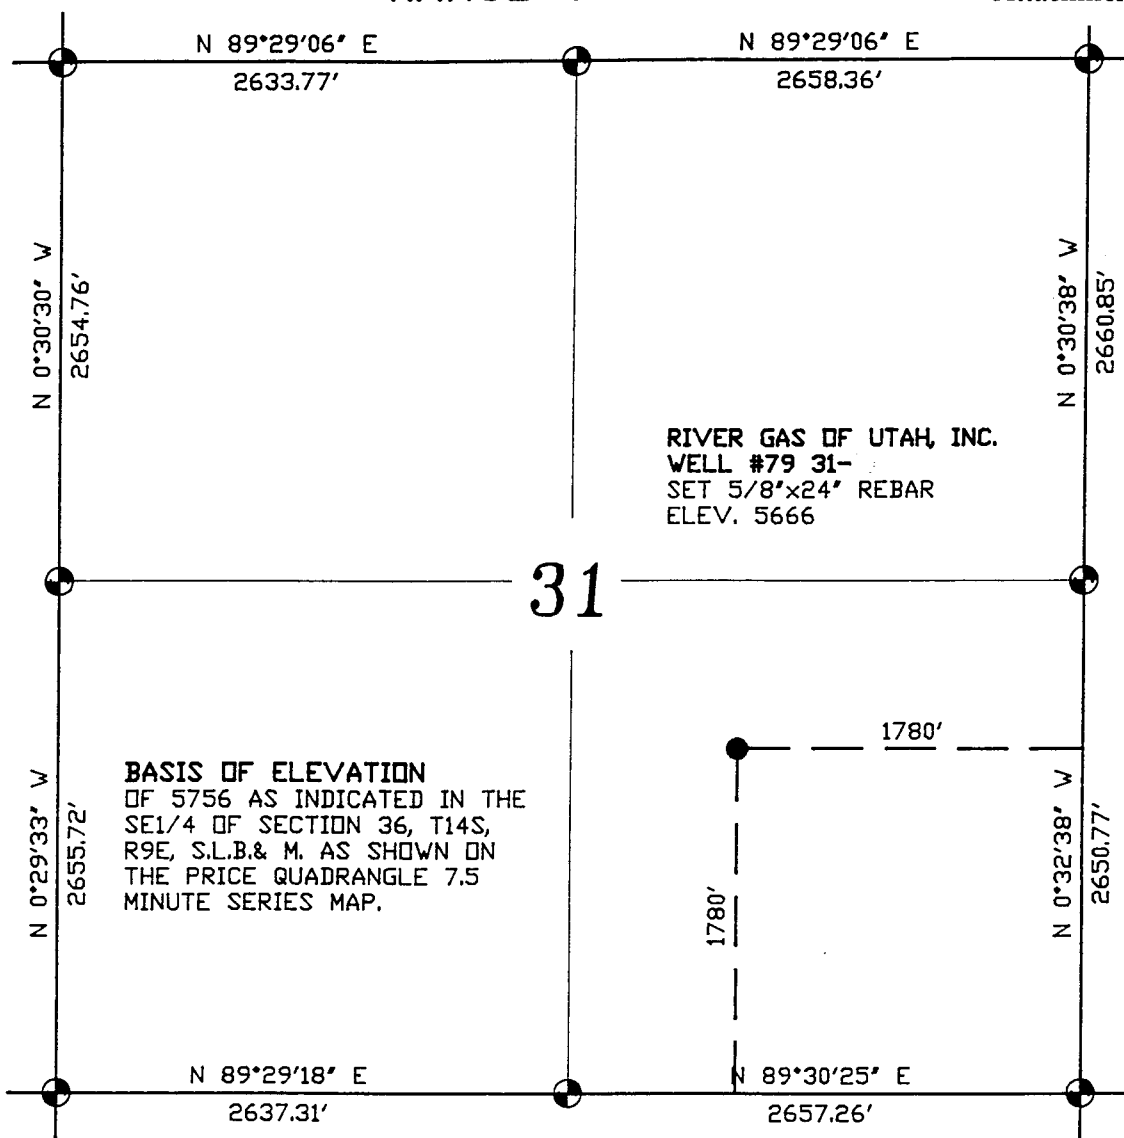 N 89°29'06" E
2633.77'
N 89°29'06" E
2658.36'
N 0°30'30" W
2654.76'
N 0°30'38" W
2660.85'
RIVER GAS OF UTAH, INC.
WELL #79 31-
SET 5/8"x24" REBAR
ELEV. 5666
31
1780'
BASIS OF ELEVATION
OF 5756 AS INDICATED IN THE
SE1/4 OF SECTION 36, T14S,
R9E, S.L.B.& M. AS SHOWN ON
THE PRICE QUADRANGLE 7.5
MINUTE SERIES MAP.
N 0°29'33" W
2655.72'
1780'
N 0°32'38" W
2650.77'
N 89°29'18" E
2637.31'
N 89°30'25" E
2657.26'